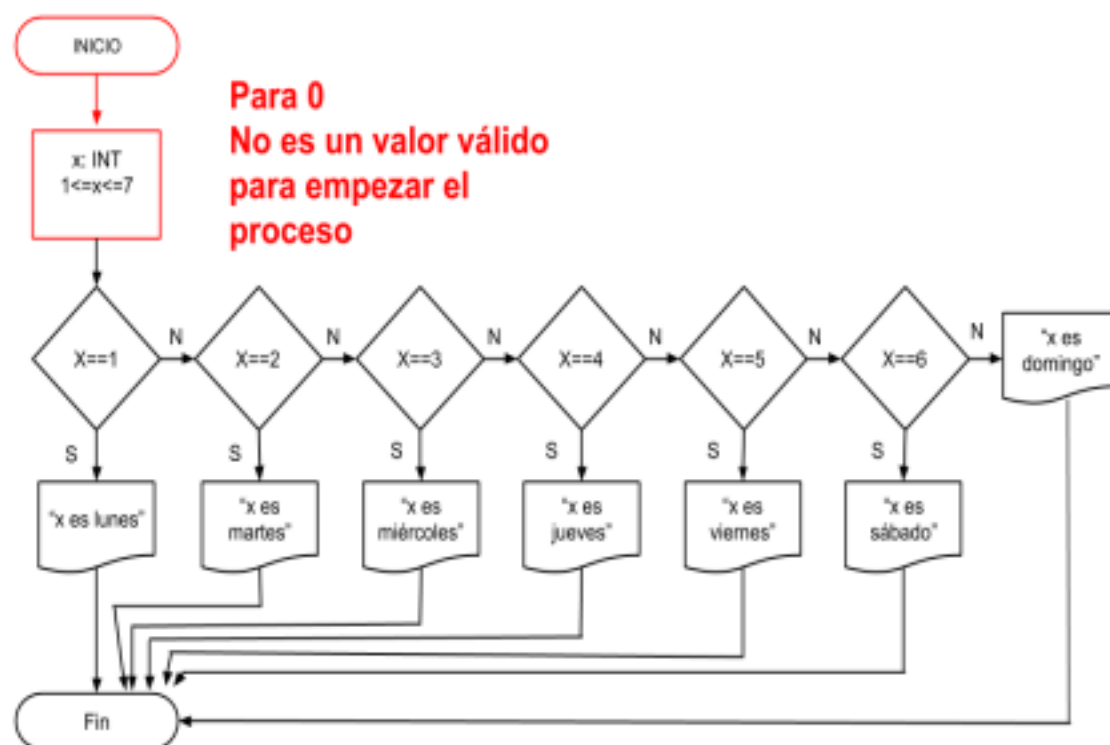 INICIO
Para 0
No es un valor válido
para empezar el
proceso
x: INT
1<=x<=7
X==1
N
X==2
N
X==3
N
X==4
N
X==5
N
X==6
N
"x es
domingo"
S
S
S
S
S
S
"x es lunes"
"x es
martes"
"x es
miércoles"
"x es
jueves"
"x es
viernes"
"x es
sábado"
Fin